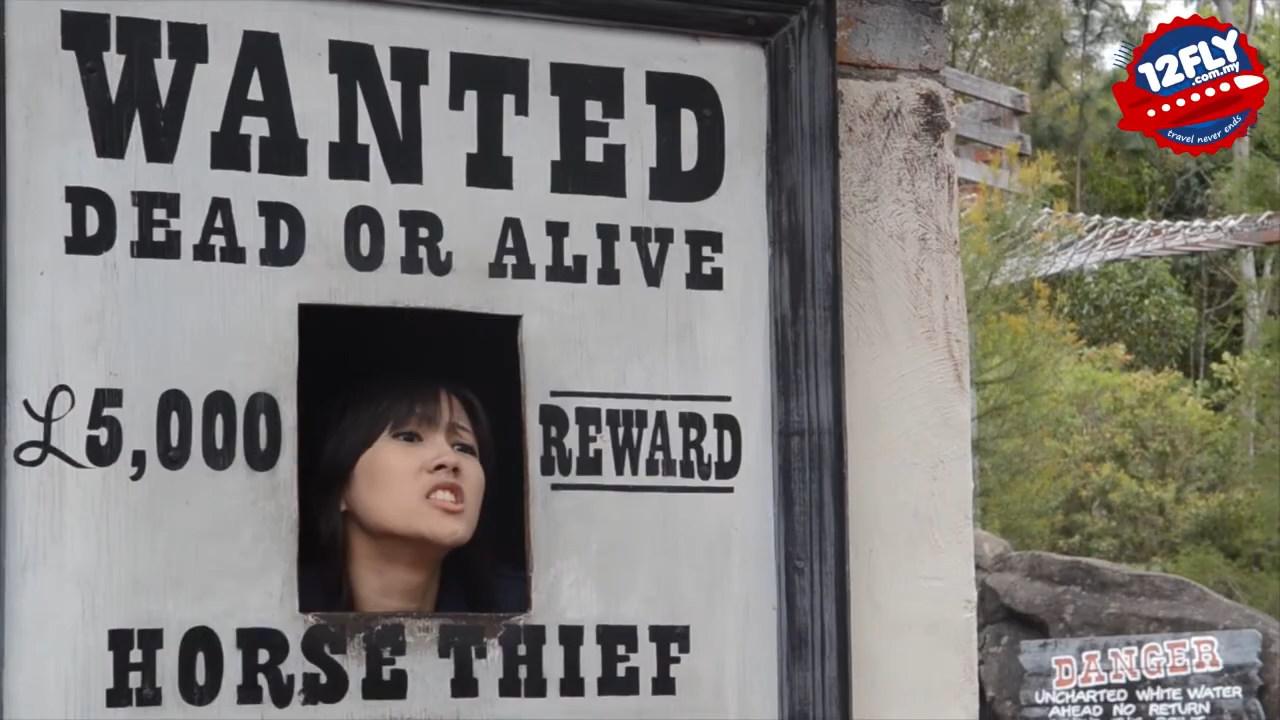 WANTED
DEAD OR ALIVE
£5,000
REWARD
HORSE THIEF
12FLY
.com.my
travel never ends
DANGER
UNCHARTED WHITE WATER
AHEAD NO RETURN